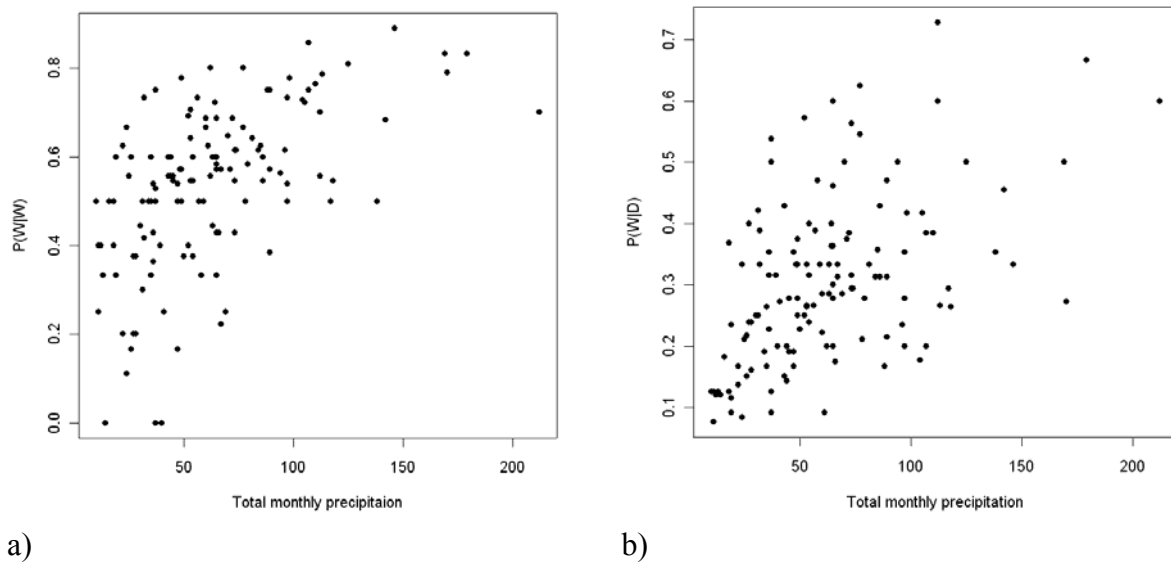 P(W|W)
0.8
0.6
0.4
0.2
0.0
50 100 150 200
Total monthly precipitaion
a)
P(W|D)
0.7
0.6
0.5
0.4
0.3
0.2
0.1
50 100 150 200
Total monthly precipitation
b)